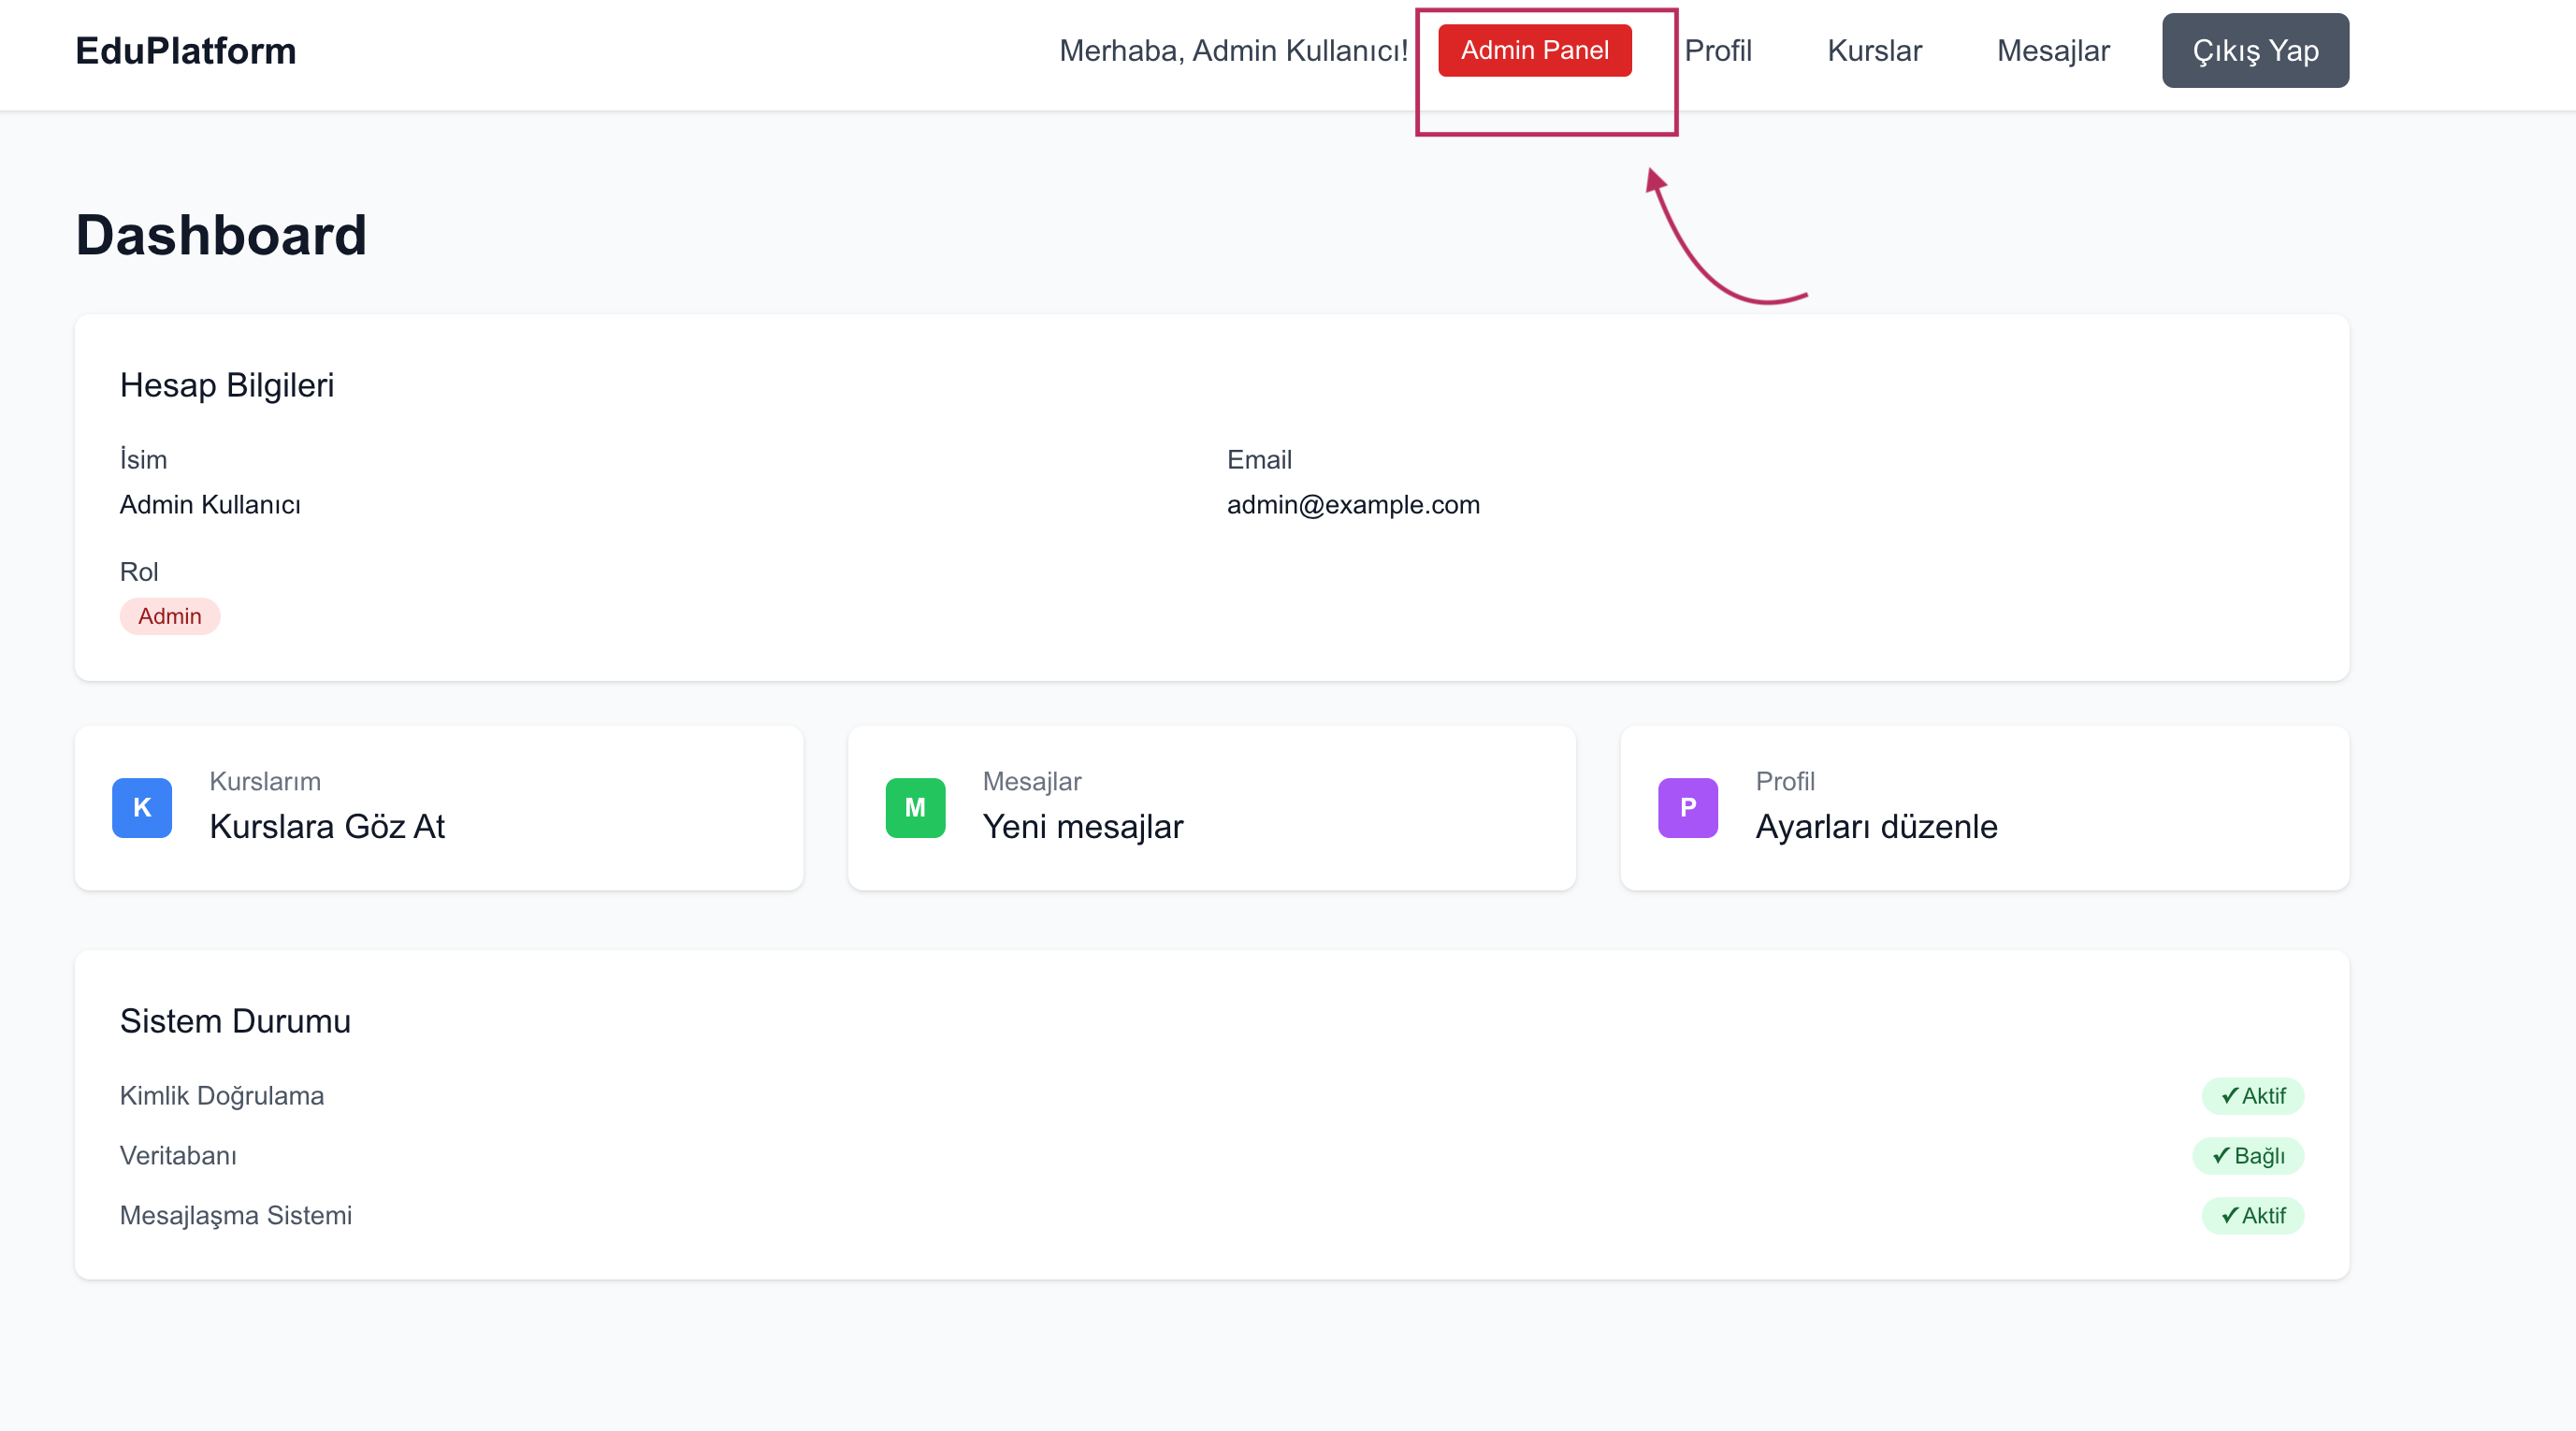 EduPlatform
Merhaba, Admin Kullanıcı!
Admin Panel
Profil
Kurslar
Mesajlar
Çıkış Yap
Dashboard
Hesap Bilgileri
İsim
Admin Kullanıcı
Email
admin@example.com
Rol
Admin
K
Kurslarım
Kurslara Göz At
M
Mesajlar
Yeni mesajlar
P
Profil
Ayarları düzenle
Sistem Durumu
Kimlik Doğrulama
✓ Aktif
Veritabanı
✓ Bağlı
Mesajlaşma Sistemi
✓ Aktif